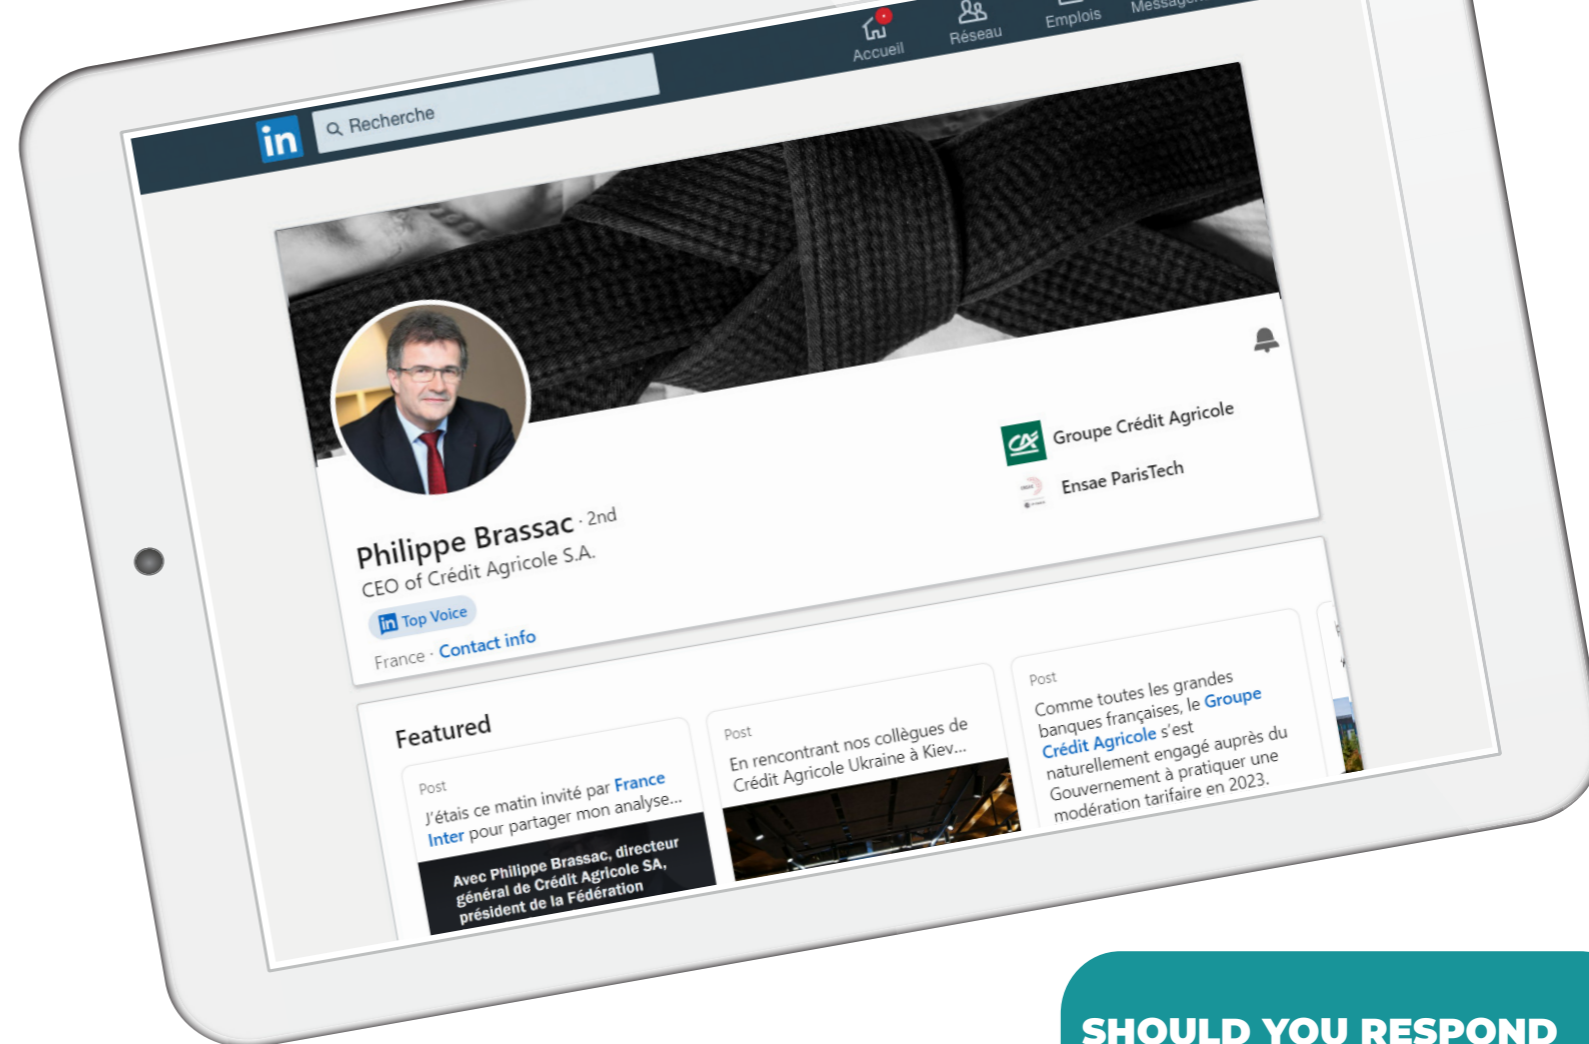 in
Recherche
Accueil
Réseau
Emplois
Philippe Brassac · 2nd
CEO of Crédit Agricole S.A.
in Top Voice
France · Contact info
CA Groupe Crédit Agricole
Ensae ParisTech
Featured
Post
J'étais ce matin invité par France
Inter pour partager mon analyse...
Avec Philippe Brassac, directeur
général de Crédit Agricole SA,
président de la Fédération
Post
En rencontrant nos collègues de
Crédit Agricole Ukraine à Kiev...
Post
Comme toutes les grandes
banques françaises, le Groupe
Crédit Agricole s'est
naturellement engagé auprès du
Gouvernement à pratiquer une
modération tarifaire en 2023.
SHOULD YOU RESPOND